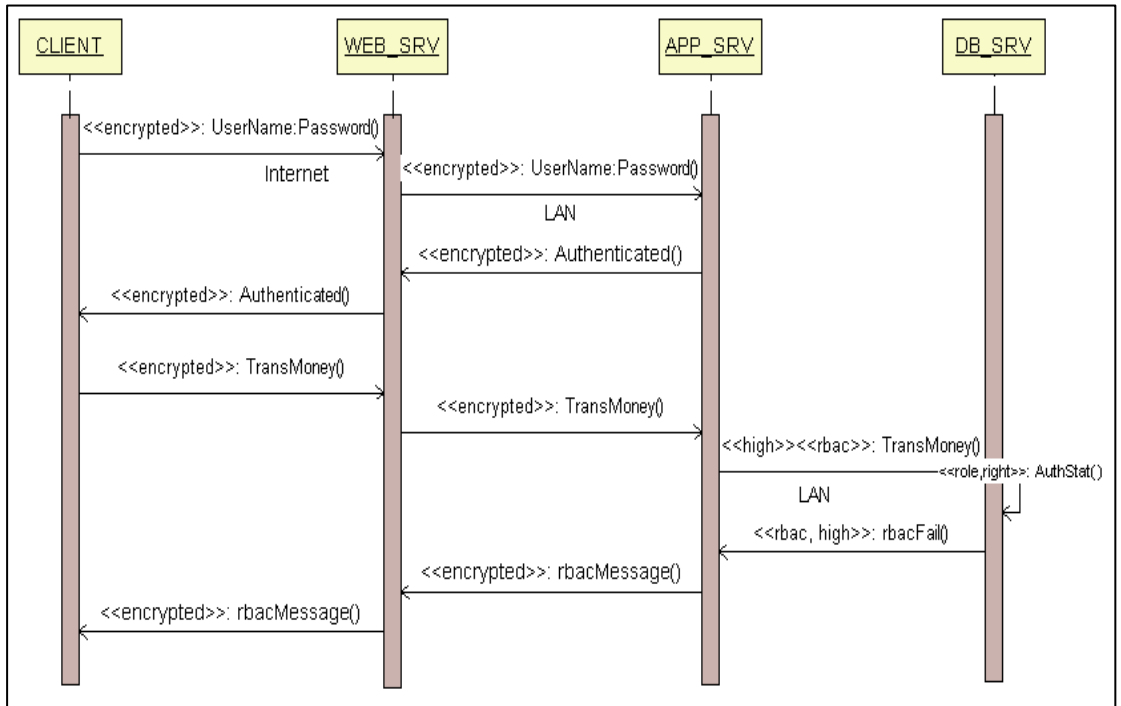 CLIENT
WEB_SRV
APP_SRV
DB_SRV
<<encrypted>>: UserName:Password()
Internet
<<encrypted>>: UserName:Password()
LAN
<<encrypted>>: Authenticated()
<<encrypted>>: Authenticated()
<<encrypted>>: TransMoney()
<<encrypted>>: TransMoney()
<<high>><<rbac>>: TransMoney()
<<role,right>>: AuthStat()
LAN
<<rbac, high>>: rbacFail()
<<encrypted>>: rbacMessage()
<<encrypted>>: rbacMessage()